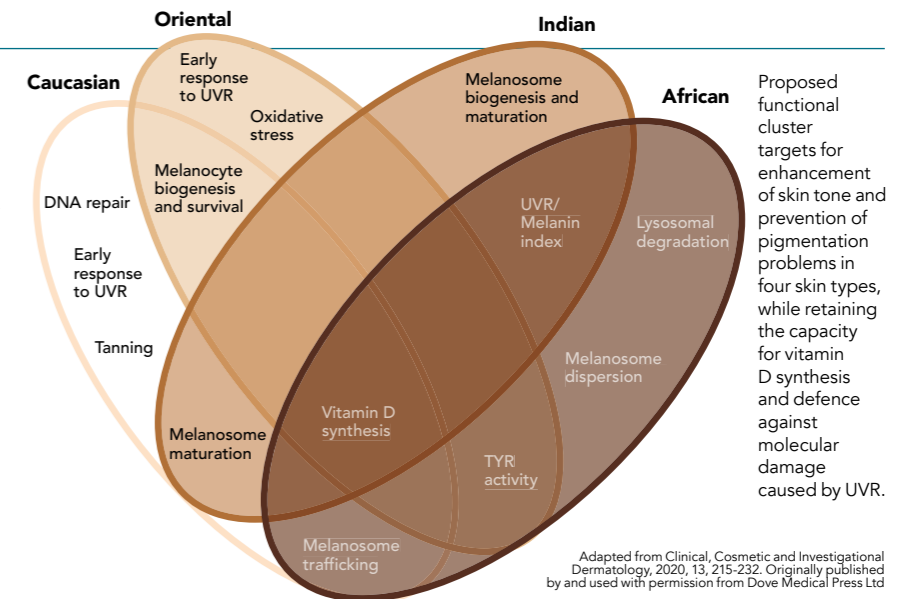 Oriental
Indian
Caucasian
African
Early
response
to UVR
Oxidative
stress
Melanosome
biogenesis and
maturation
Melanocyte
biogenesis
and survival
DNA repair
Early
response
to UVR
Tanning
UVR/
Melanin
index
Lysosomal
degradation
Melanosome
dispersion
Vitamin D
synthesis
Melanosome
maturation
TYR
activity
Melanosome
trafficking
Proposed
functional
cluster
targets for
enhancement
of skin tone and
prevention of
pigmentation
problems in
four skin types,
while retaining
the capacity
for vitamin
D synthesis
and defence
against
molecular
damage
caused by UVR.
Adapted from Clinical, Cosmetic and Investigational
Dermatology, 2020, 13, 215-232. Originally published
by and used with permission from Dove Medical Press Ltd